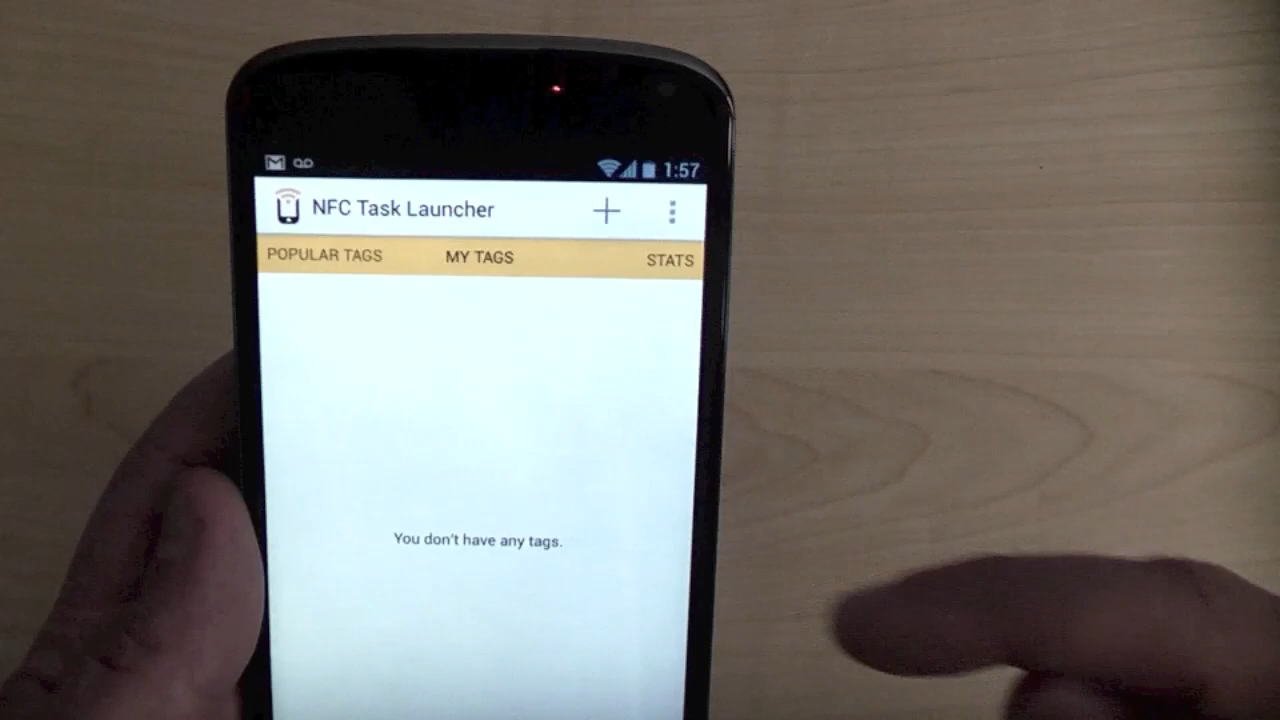 1:57
NFC Task Launcher
POPULAR TAGS MY TAGS STATS
You don't have any tags.